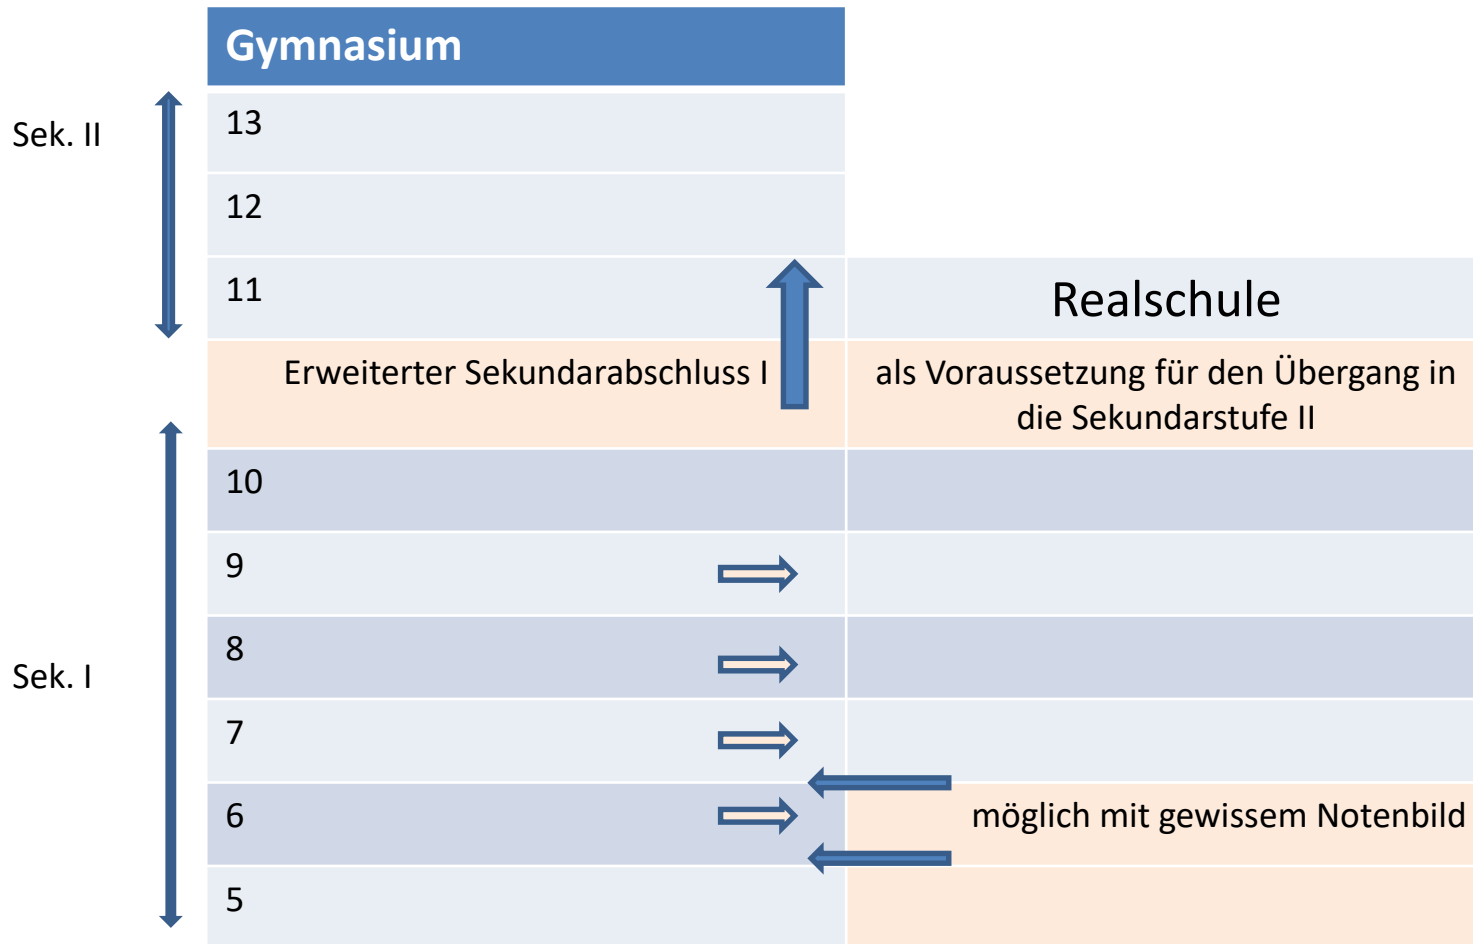 Gymnasium
Sek. II
13
12
11
Realschule
Erweiterter Sekundarabschluss I
als Voraussetzung für den Übergang in
die Sekundarstufe II
10
9
8
Sek. I
7
6
möglich mit gewissem Notenbild
5